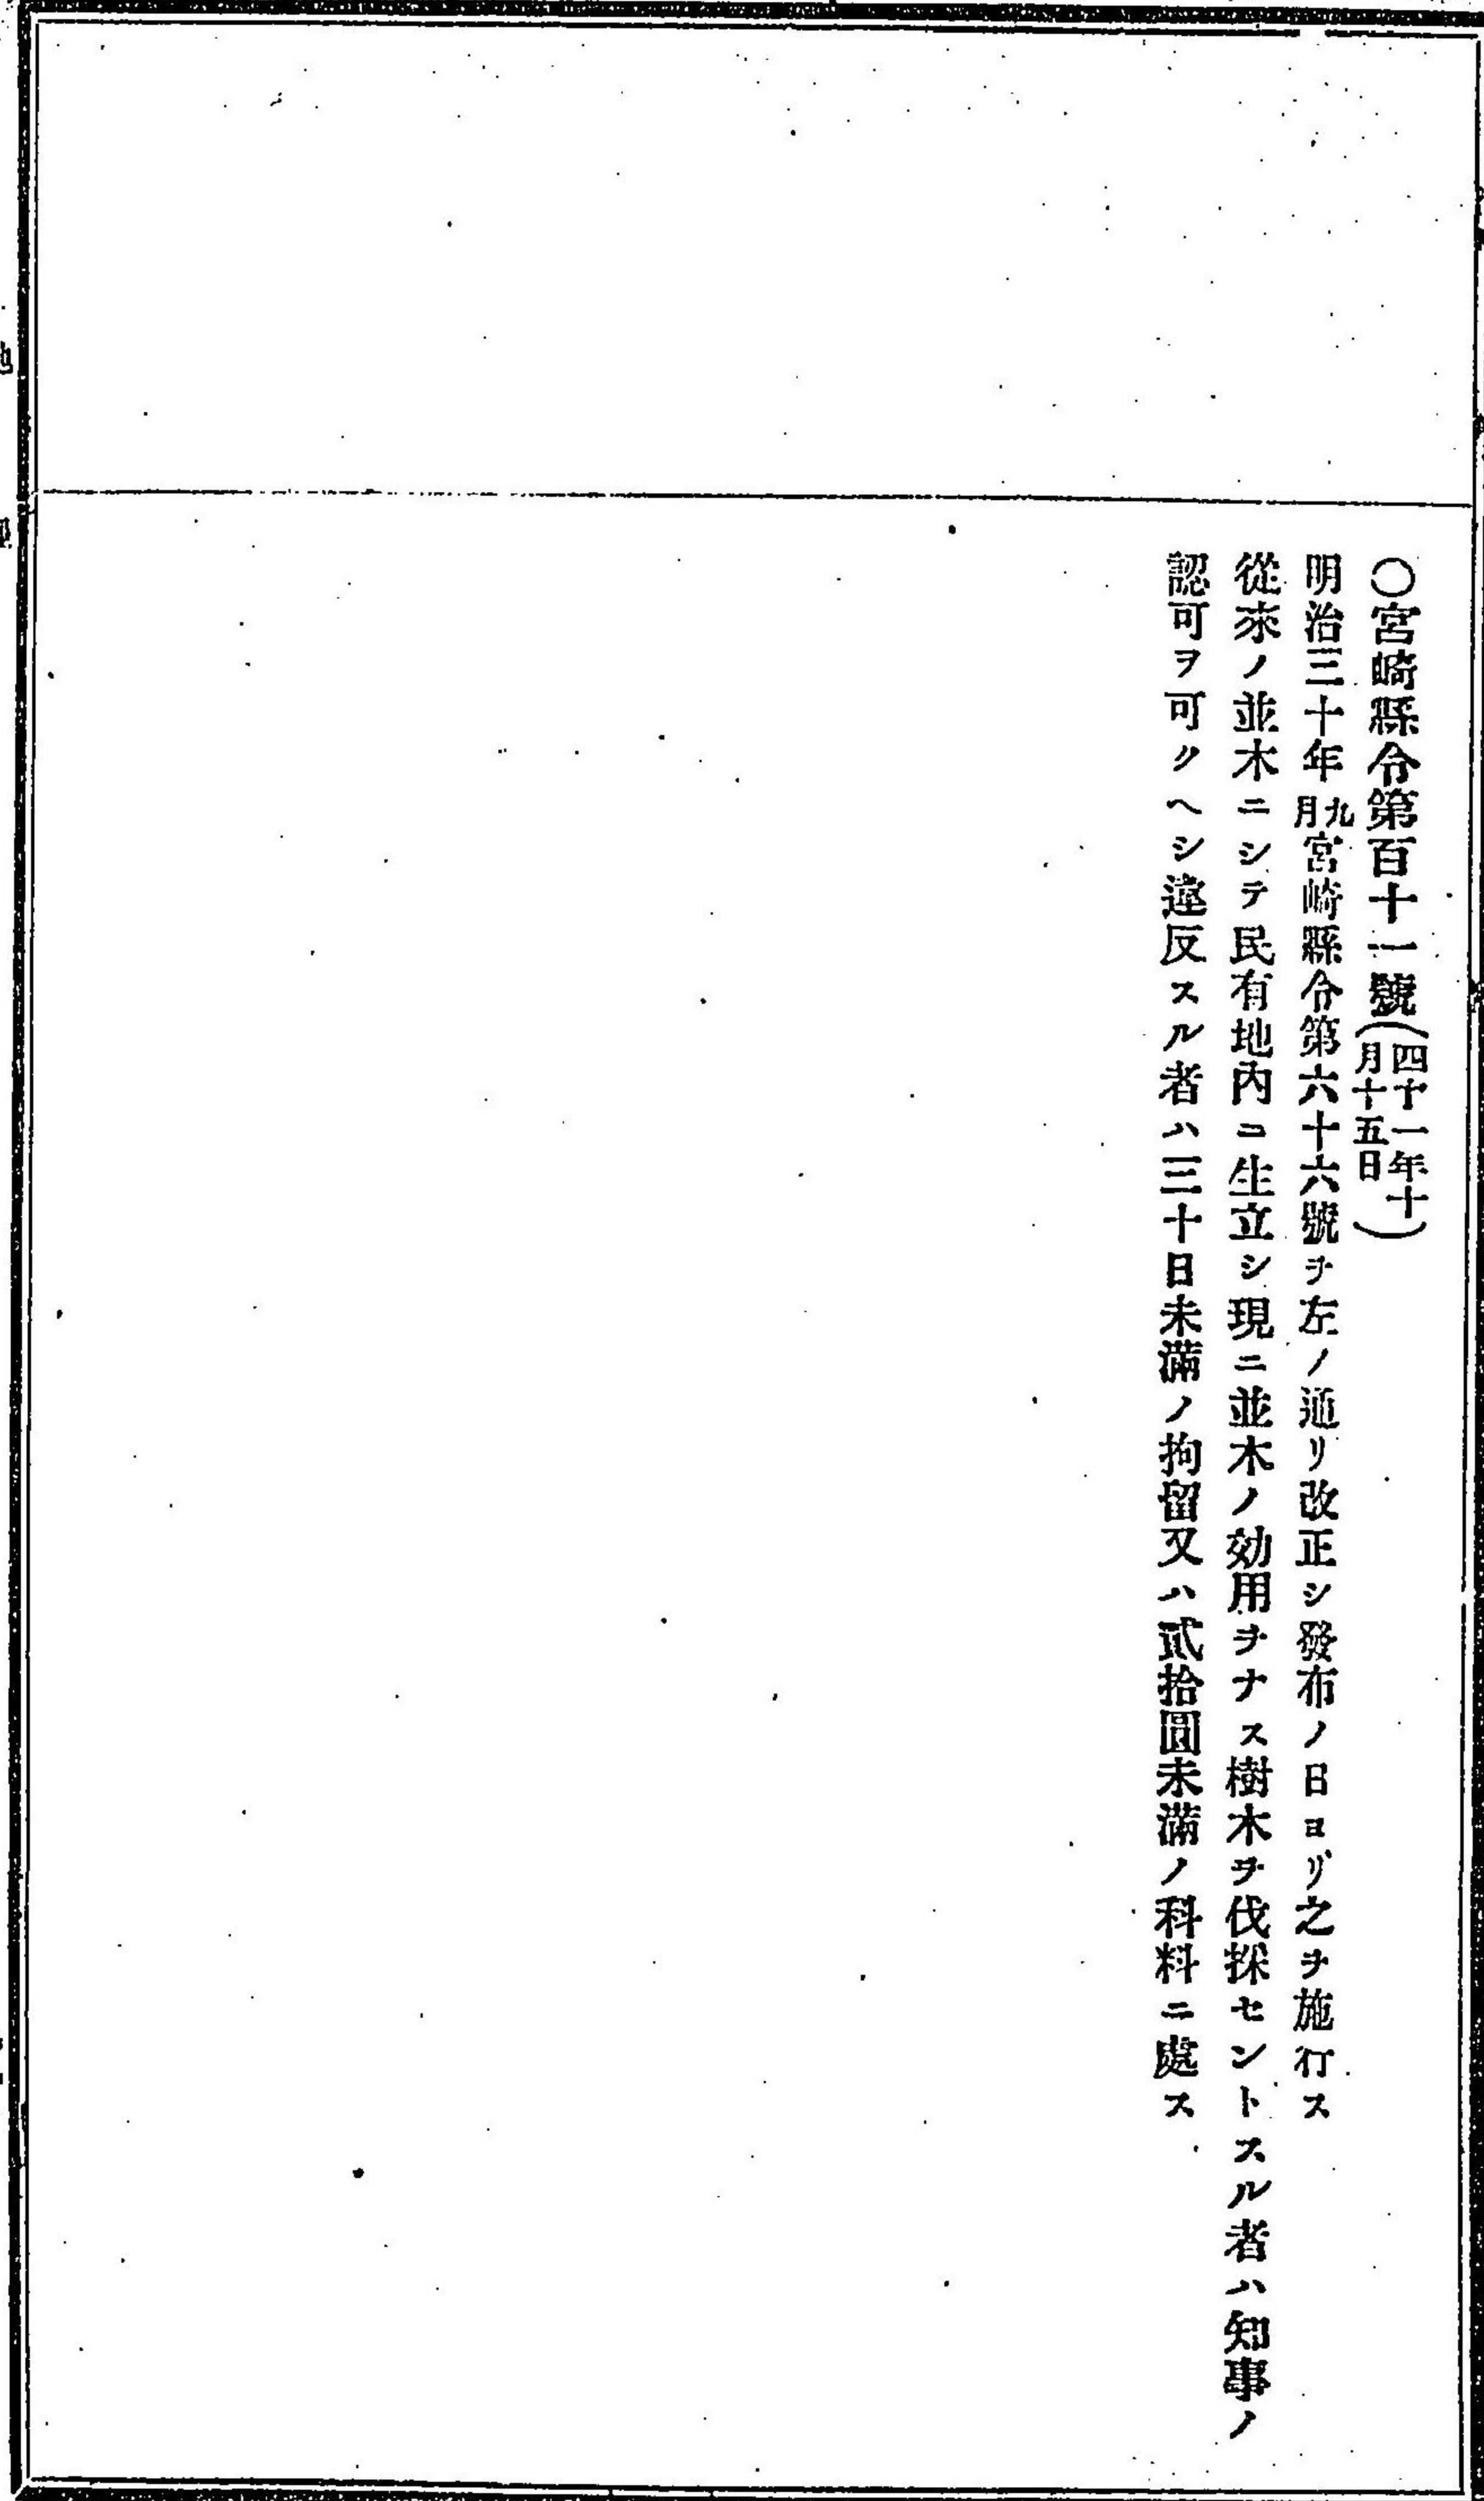 〇宮崎縣令第百十一號(四十一年十月十五日)
明治三十年九月宮崎縣令第六十六號ヲ左ノ通リ改正シ發布ノ日ヨリ之ヲ施行ス
從來ノ並木ニシテ民有地內ニ生立シ現ニ並木ノ効用ヲナス樹木ヲ伐採セントスル者ハ知事ノ
認可ヲ可クヘシ違反スル者ハ三十日未滿ノ拘留又ハ貳拾圓未滿ノ科料ニ處ス